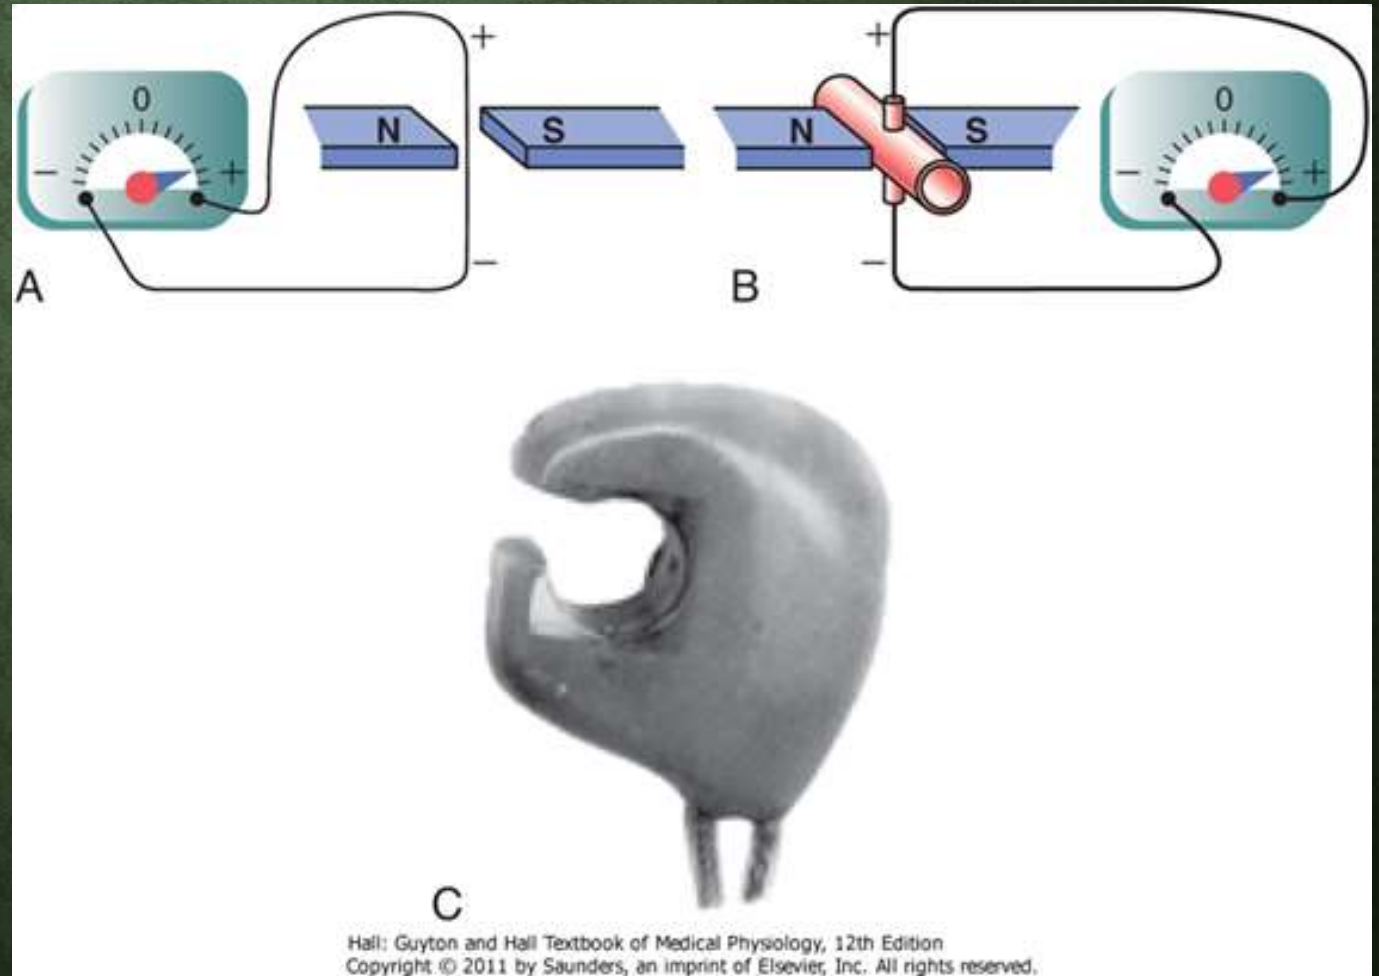 0
- +
N S
+
-
A
0
- +
N S
+
-
B
C
Hall: Guyton and Hall Textbook of Medical Physiology, 12th Edition
Copyright © 2011 by Saunders, an imprint of Elsevier, Inc. All rights reserved.